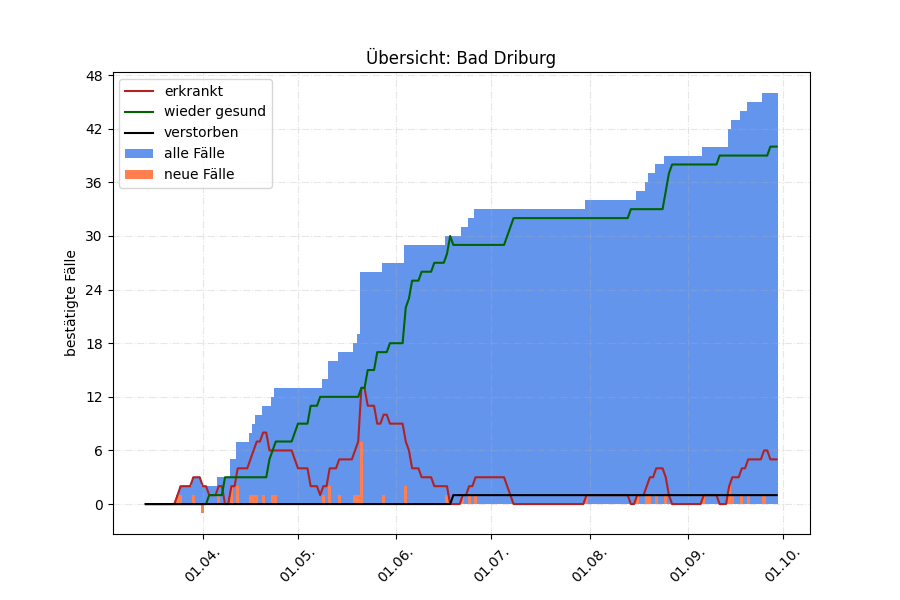 Übersicht: Bad Driburg
bestätigte Fälle
48
42
36
30
24
18
12
6
0
erkrankt
wieder gesund
verstorben
alle Fälle
neue Fälle
01.04.
01.05.
01.06.
01.07.
01.08.
01.09.
01.10.